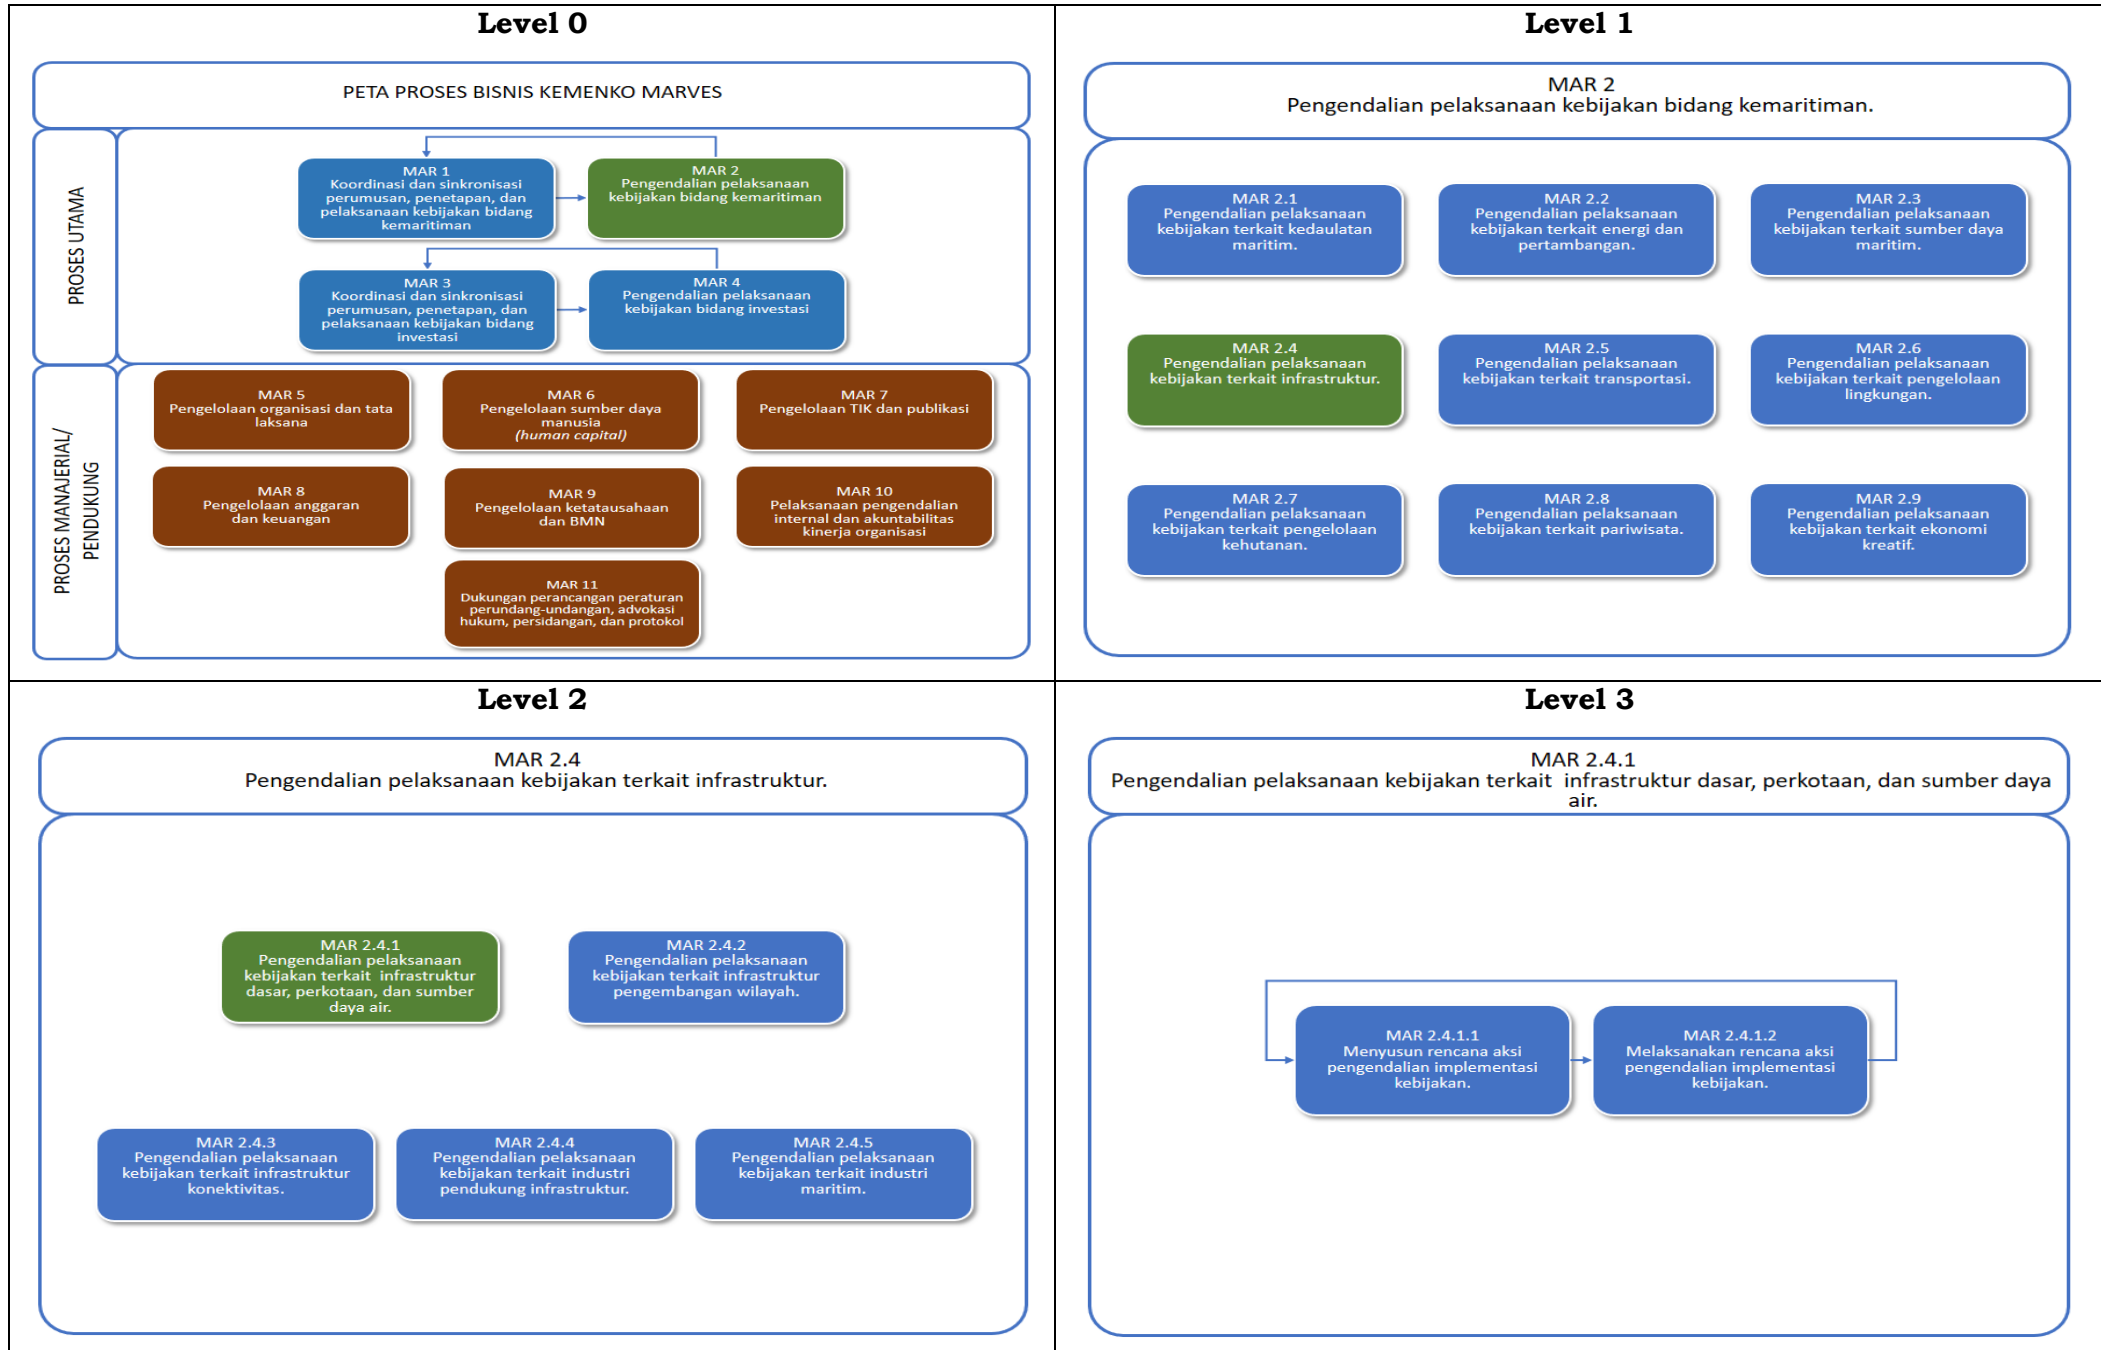 Level 0
PETA PROSES BISNIS KEMENKO MARVES
PROSES UTAMA
MAR 1
Koordinasi dan sinkronisasi
perumusan, penetapan, dan
pelaksanaan kebijakan bidang
kemaritiman
MAR 2
Pengendalian pelaksanaan
kebijakan bidang kemaritiman
MAR 3
Koordinasi dan sinkronisasi
perumusan, penetapan, dan
pelaksanaan kebijakan bidang
investasi
MAR 4
Pengendalian pelaksanaan
kebijakan bidang investasi
PROSES MANAJERIAL/
PENDUKUNG
MAR 5
Pengelolaan organisasi dan tata
laksana
MAR 6
Pengelolaan sumber daya
manusia
(human capital)
MAR 7
Pengelolaan TIK dan publikasi
MAR 8
Pengelolaan anggaran
dan keuangan
MAR 9
Pengelolaan ketatausahaan
dan BMN
MAR 10
Pelaksanaan pengendalian
internal dan akuntabilitas
kinerja organisasi
MAR 11
Dukungan perancangan peraturan
perundang-undangan, advokasi
hukum, persidangan, dan protokol
Level 1
MAR 2
Pengendalian pelaksanaan kebijakan bidang kemaritiman.
MAR 2.1
Pengendalian pelaksanaan
kebijakan terkait kedaulatan
maritim.
MAR 2.2
Pengendalian pelaksanaan
kebijakan terkait energi dan
pertambangan.
MAR 2.3
Pengendalian pelaksanaan
kebijakan terkait sumber daya
maritim.
MAR 2.4
Pengendalian pelaksanaan
kebijakan terkait infrastruktur.
MAR 2.5
Pengendalian pelaksanaan
kebijakan terkait transportasi.
MAR 2.6
Pengendalian pelaksanaan
kebijakan terkait pengelolaan
lingkungan.
MAR 2.7
Pengendalian pelaksanaan
kebijakan terkait pengelolaan
kehutanan.
MAR 2.8
Pengendalian pelaksanaan
kebijakan terkait pariwisata.
MAR 2.9
Pengendalian pelaksanaan
kebijakan terkait ekonomi
kreatif.
Level 2
MAR 2.4
Pengendalian pelaksanaan kebijakan terkait infrastruktur.
MAR 2.4.1
Pengendalian pelaksanaan
kebijakan terkait infrastruktur
dasar, perkotaan, dan sumber
daya air.
MAR 2.4.2
Pengendalian pelaksanaan
kebijakan terkait infrastruktur
pengembangan wilayah.
MAR 2.4.3
Pengendalian pelaksanaan
kebijakan terkait infrastruktur
konektivitas.
MAR 2.4.4
Pengendalian pelaksanaan
kebijakan terkait industri
pendukung infrastruktur.
MAR 2.4.5
Pengendalian pelaksanaan
kebijakan terkait industri
maritim.
Level 3
MAR 2.4.1
Pengendalian pelaksanaan kebijakan terkait infrastruktur dasar, perkotaan, dan sumber daya
air.
MAR 2.4.1.1
Menyusun rencana aksi
pengendalian implementasi
kebijakan.
MAR 2.4.1.2
Melaksanakan rencana aksi
pengendalian implementasi
kebijakan.